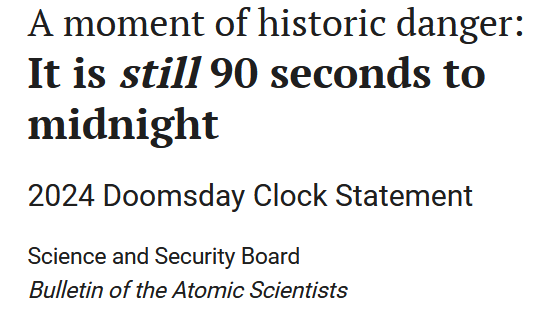 A moment of historic danger:
It is still 90 seconds to
midnight
2024 Doomsday Clock Statement
Science and Security Board
Bulletin of the Atomic Scientists